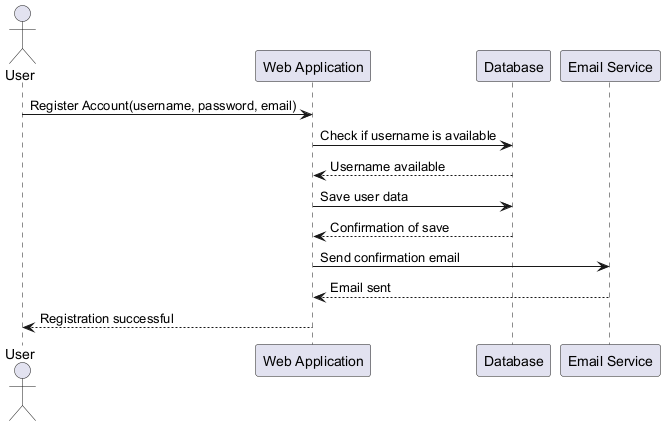 User
Web Application
Database
Email Service
Register Account(username, password, email)
Check if username is available
Username available
Save user data
Confirmation of save
Send confirmation email
Email sent
Registration successful
User
Web Application
Database
Email Service